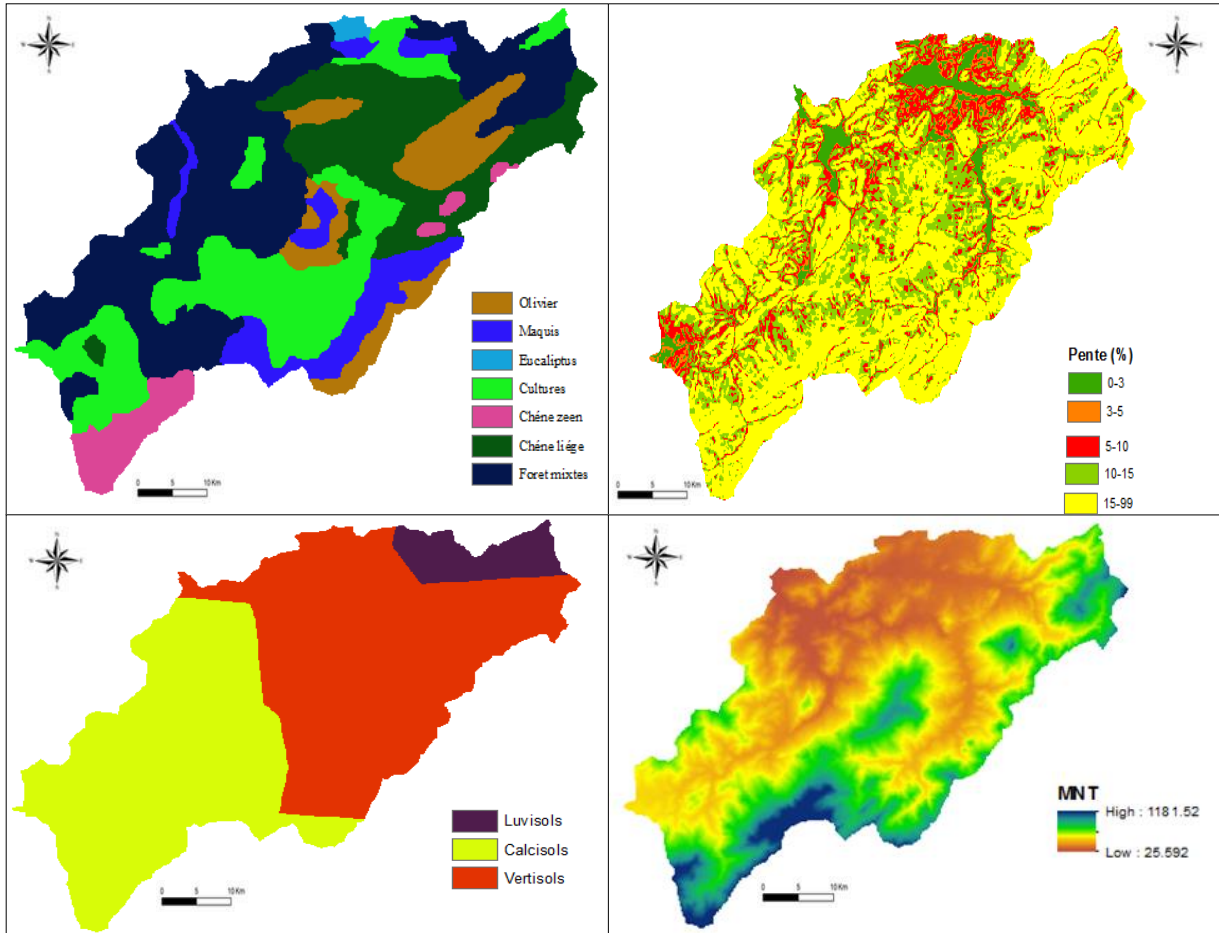 Olivier
Maquis
Eucaliptus
Cultures
Chéne zeen
Chéne liége
Foret mixtes
0 5 10 Km
Pente (%)
0-3
3-5
5-10
10-15
15-99
0 5 10 Km
Luvisols
Calcisols
Vertisols
0 5 10 Km
MNT
High : 1181.52
Low : 25.592
0 5 10 Km